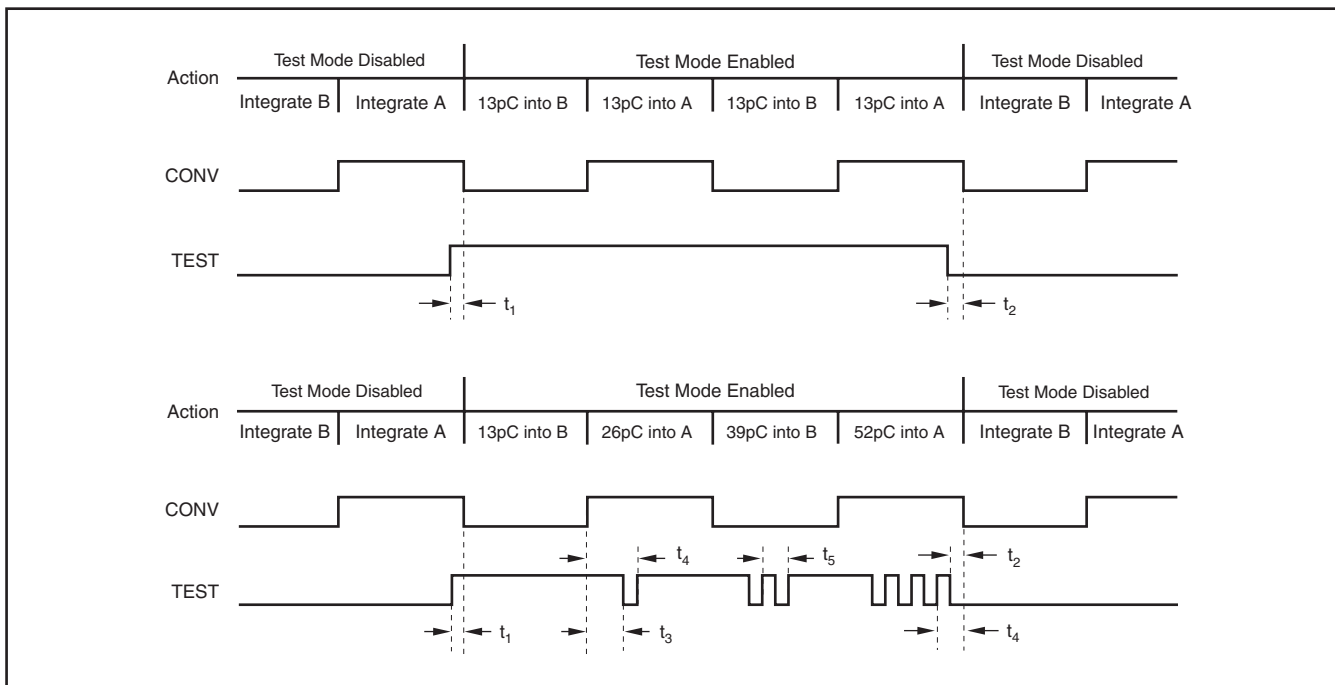 Action
Test Mode Disabled
Test Mode Enabled
Test Mode Disabled
Integrate B
Integrate A
13pC into B
13pC into A
13pC into B
13pC into A
Integrate B
Integrate A
CONV
TEST
t1
t2
Action
Test Mode Disabled
Test Mode Enabled
Test Mode Disabled
Integrate B
Integrate A
13pC into B
26pC into A
39pC into B
52pC into A
Integrate B
Integrate A
CONV
t4
t5
t2
TEST
t1
t3
t4